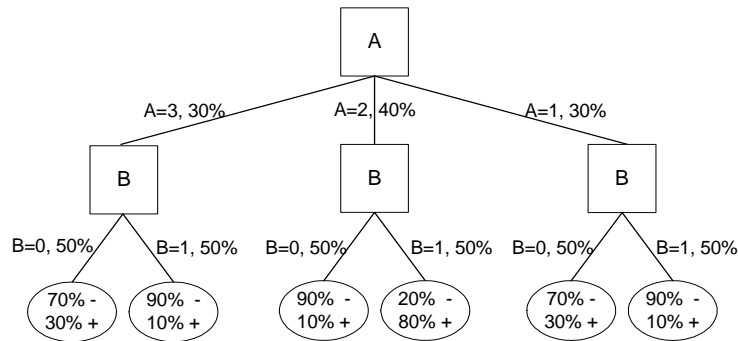 A
A=3, 30%
A=2, 40%
A=1, 30%
B
B
B
B=0, 50%
B=1, 50%
B=0, 50%
B=1, 50%
B=0, 50%
B=1, 50%
70% -
30% +
90% -
10% +
90% -
10% +
20% -
80% +
70% -
30% +
90% -
10% +